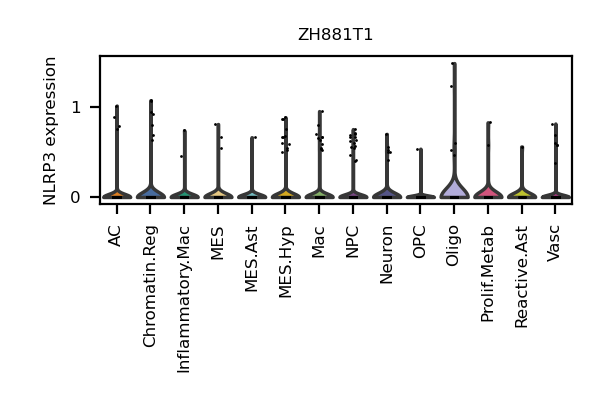 ZH881T1
NLRP3 expression
1
0
AC
Chromatin.Reg
Inflammatory.Mac
MES
MES.Ast
MES.Hyp
Mac
NPC
Neuron
OPC
Oligo
Prolif.Metab
Reactive.Ast
Vasc